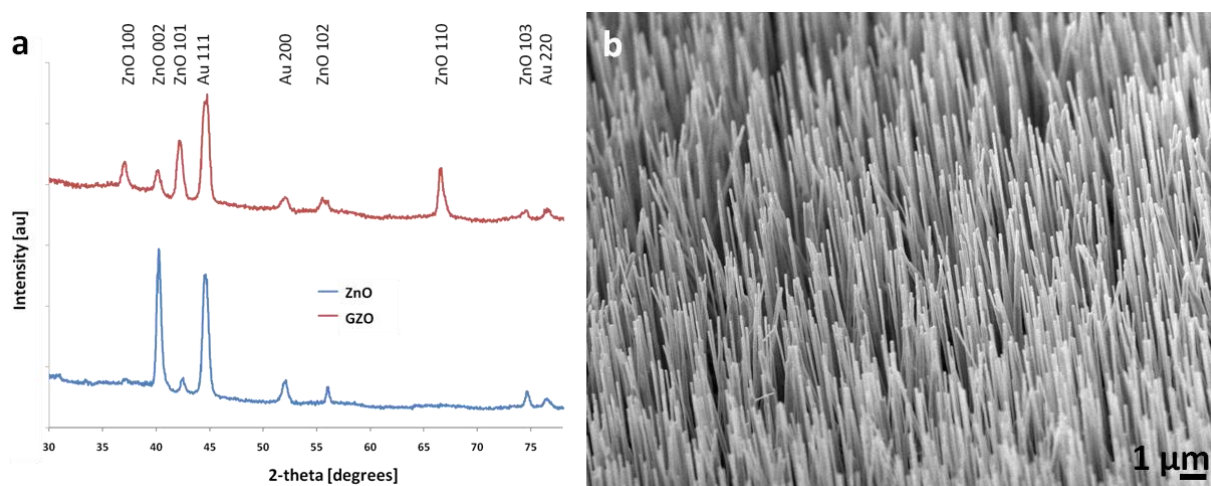 a
ZnO 100
ZnO 002
ZnO 101
Au 111
Au 200
ZnO 102
ZnO 110
ZnO 103
Au 220
Intensity [au]
ZnO
GZO
30 35 40 45 50 55 60 65 70 75
2-theta [degrees]
b
1 µm